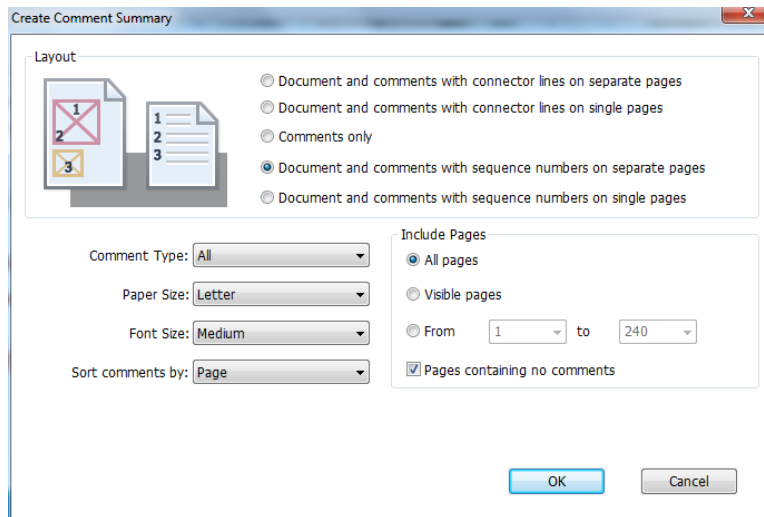 Create Comment Summary
X
Layout
1
2
3
1
2
3
Document and comments with connector lines on separate pages
Document and comments with connector lines on single pages
Comments only
Document and comments with sequence numbers on separate pages
Document and comments with sequence numbers on single pages
Comment Type: All
Paper Size: Letter
Font Size: Medium
Sort comments by: Page
Include Pages
All pages
Visible pages
From 1 to 240
Pages containing no comments
OK Cancel